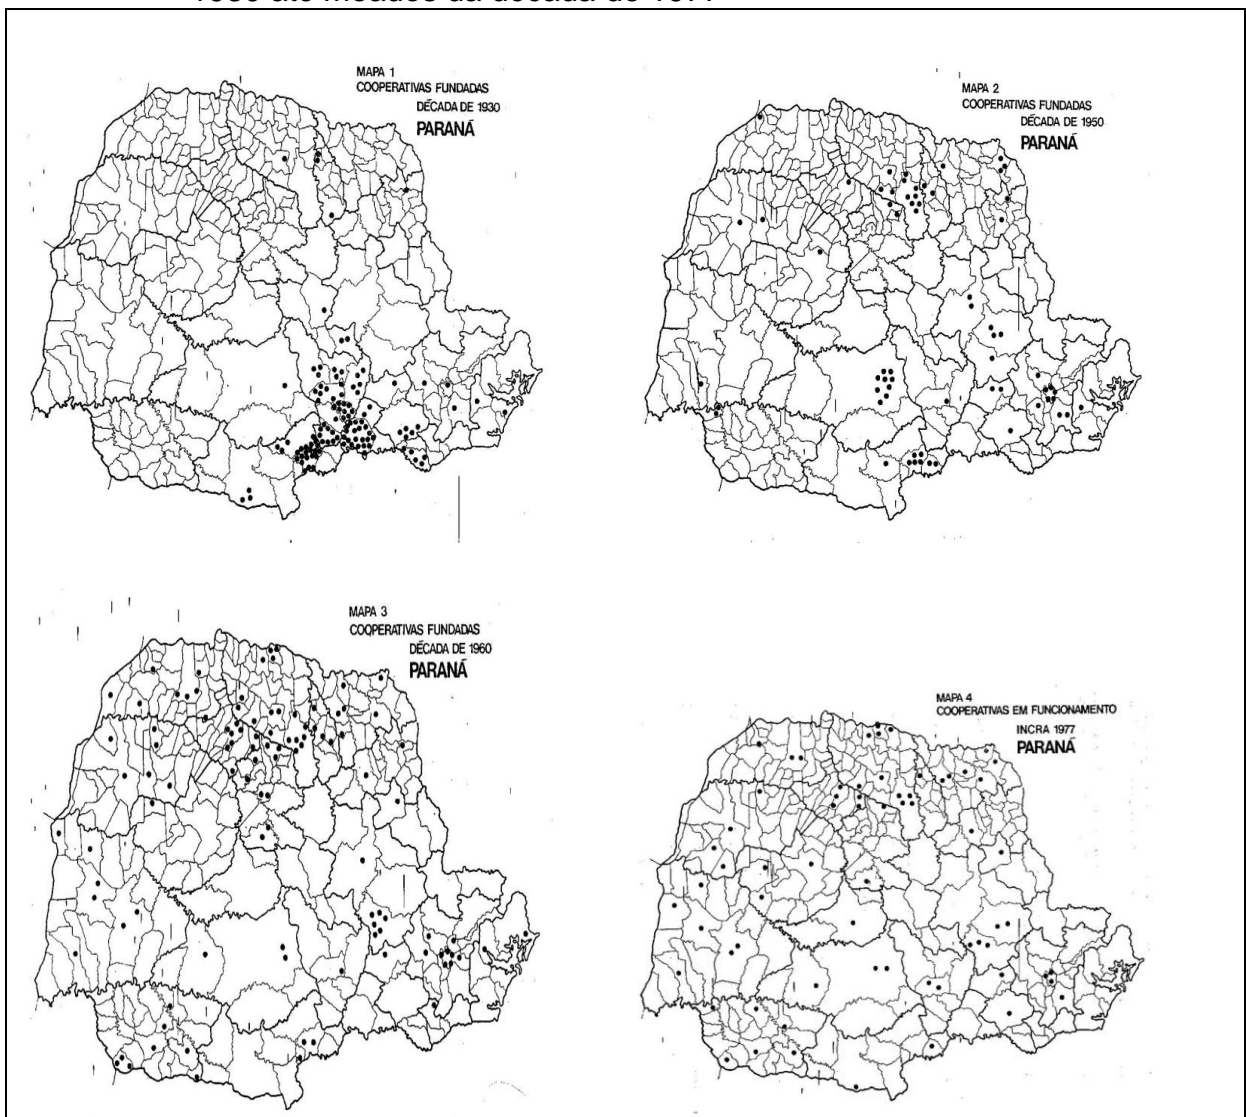 MAPA 1
COOPERATIVAS FUNDADAS
DÉCADA DE 1930
PARANÁ
MAPA 2
COOPERATIVAS FUNDADAS
DÉCADA DE 1950
PARANÁ
MAPA 3
COOPERATIVAS FUNDADAS
DÉCADA DE 1960
PARANÁ
MAPA 4
COOPERATIVAS EM FUNCIONAMENTO
INCRA 1977
PARANÁ